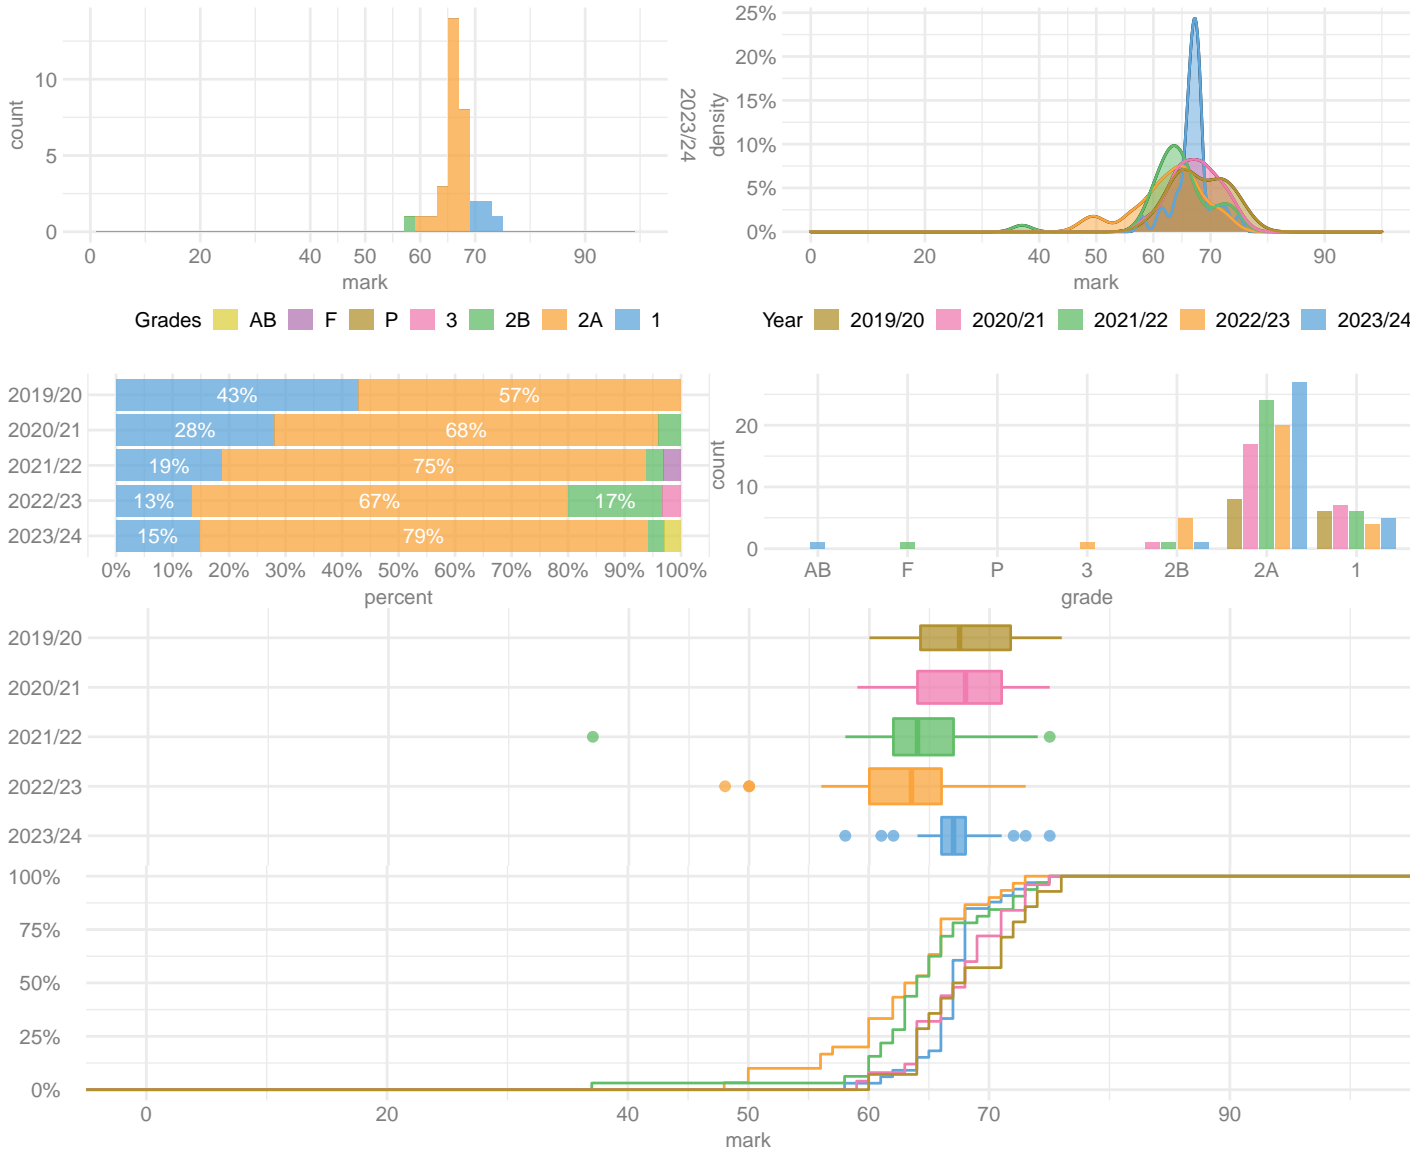 10
5
0
count
0
20
40
50
60
70
90
mark
2023/24
25%
20%
15%
10%
5%
0%
density
0
20
40
50
60
70
90
mark
Grades AB F P 3 2B 2A 1
Year 2019/20 2020/21 2021/22 2022/23 2023/24
2019/20 43% 57%
2020/21 28% 68%
2021/22 19% 75%
2022/23 13% 67% 17%
2023/24 15% 79%
0% 10% 20% 30% 40% 50% 60% 70% 80% 90% 100%
percent
20
10
0
count
AB F P 3 2B 2A 1
grade
2019/20
2020/21
2021/22
2022/23
2023/24
100%
75%
50%
25%
0%
0 20 40 50 60 70 90
mark